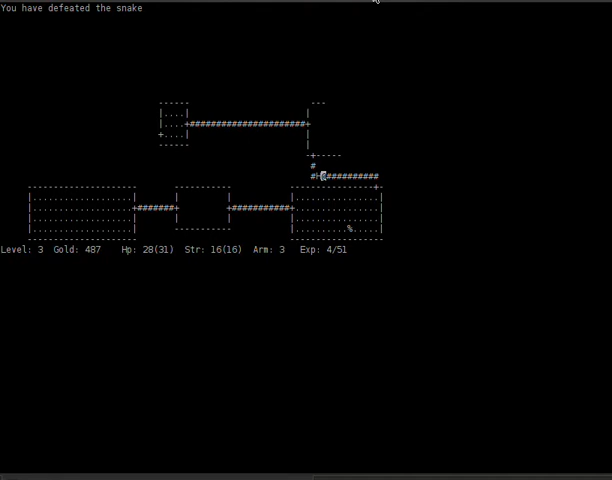 You have defeated the snake
Level: 3 Gold: 487 Hp: 28(31) Str: 16(16) Arm: 3 Exp: 4/51